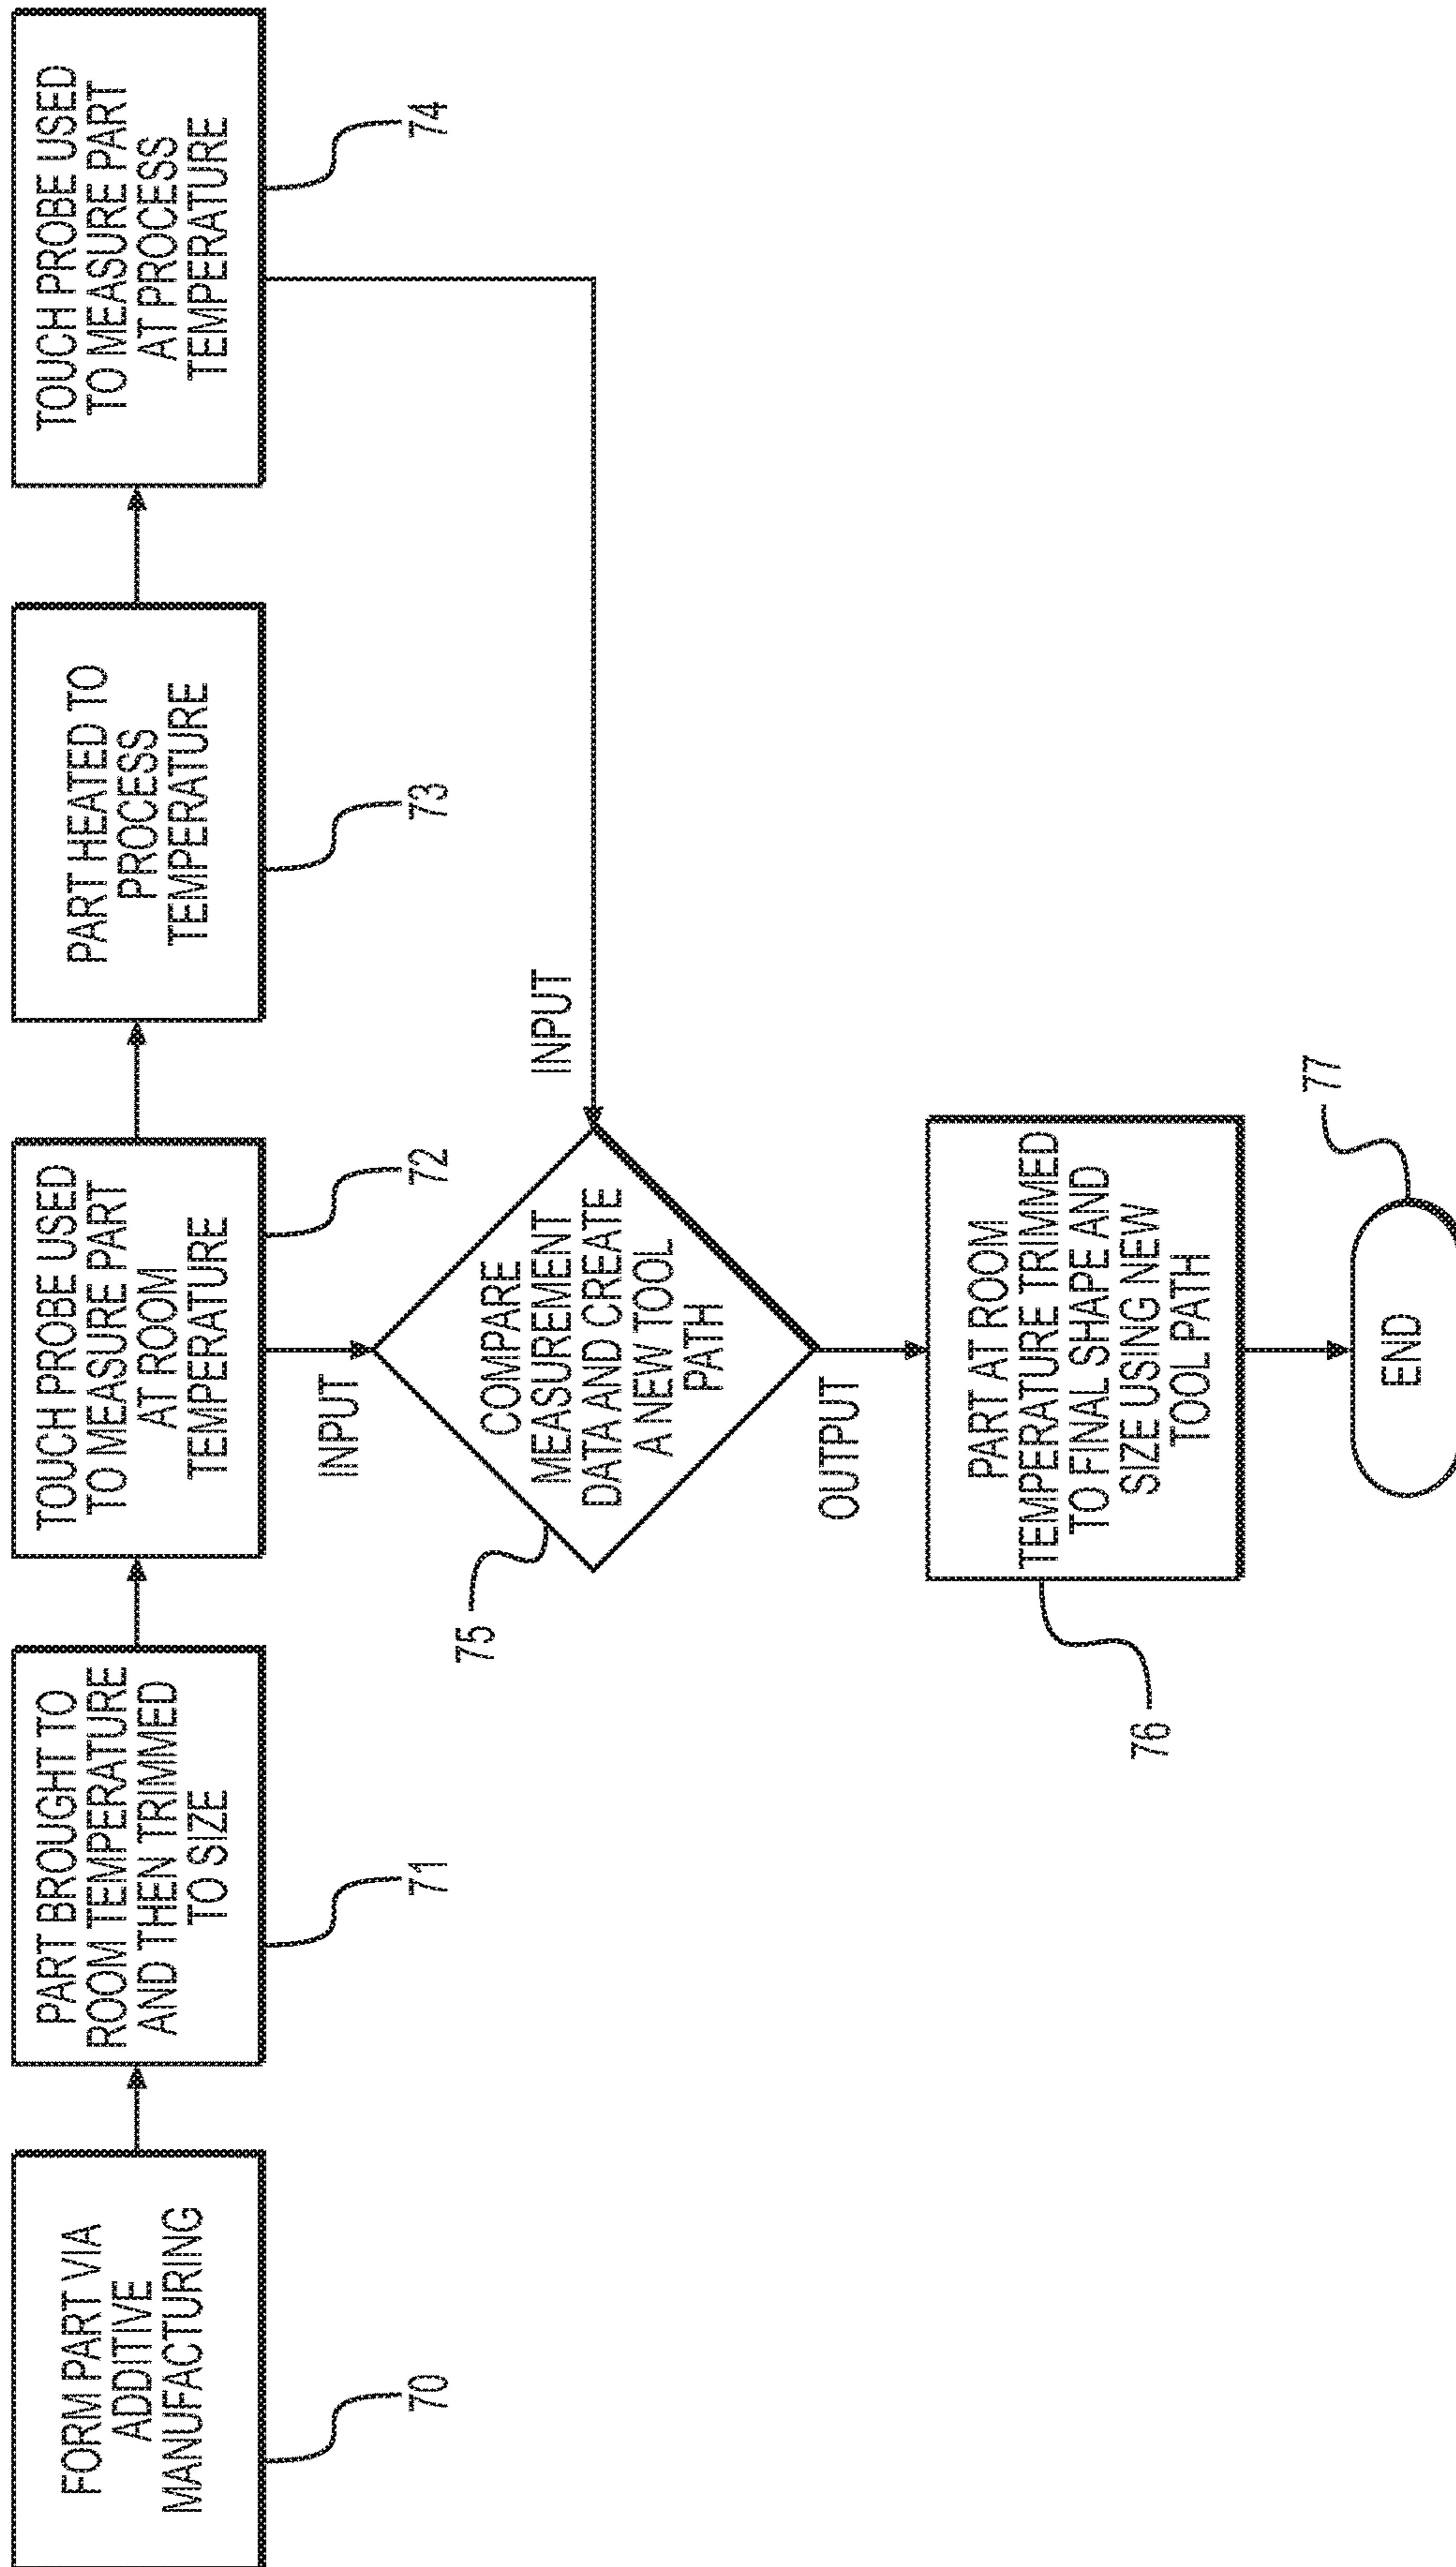 FORM PART VIA
ADDITIVE
MANUFACTURING
70
PART BROUGHT TO
ROOM TEMPERATURE
AND THEN TRIMMED
TO SIZE
71
TOUCH PROBE USED
TO MEASURE PART
AT ROOM
TEMPERATURE
72
PART HEATED TO
PROCESS
TEMPERATURE
73
TOUCH PROBE USED
TO MEASURE PART
AT PROCESS
TEMPERATURE
74
INPUT
INPUT
COMPARE
MEASUREMENT
DATA AND CREATE
A NEW TOOL
PATH
75
OUTPUT
PART AT ROOM
TEMPERATURE TRIMMED
TO FINAL SHAPE AND
SIZE USING NEW
TOOL PATH
76
END
77